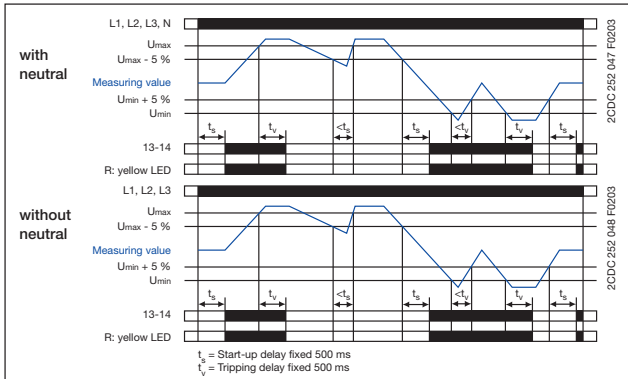 with neutral
L1, L2, L3, N
Umax
Umax - 5 %
Measuring value
Umin + 5 %
Umin
ts tv <ts ts <tv tv ts
13-14
R: yellow LED
2CDC 252 047 F0203
without neutral
L1, L2, L3
Umax
Umax - 5 %
Measuring value
Umin + 5 %
Umin
ts tv <ts ts <tv tv ts
13-14
R: yellow LED
2CDC 252 048 F0203
ts = Start-up delay fixed 500 ms
tv = Tripping delay fixed 500 ms